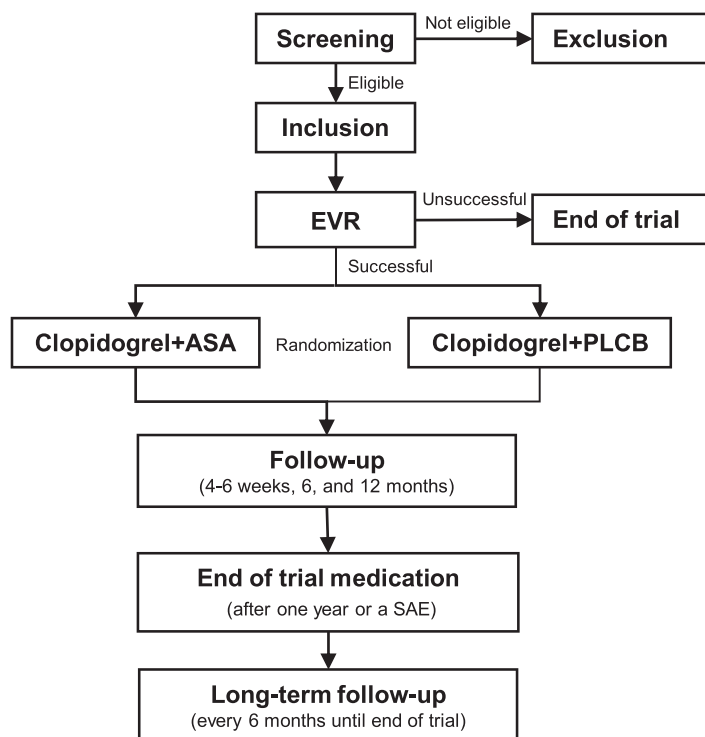 Screening
Not eligible
Exclusion
Eligible
Inclusion
EVR
Unsuccessful
End of trial
Successful
Clopidogrel+ASA
Randomization
Clopidogrel+PLCB
Follow-up
(4-6 weeks, 6, and 12 months)
End of trial medication
(after one year or a SAE)
Long-term follow-up
(every 6 months until end of trial)